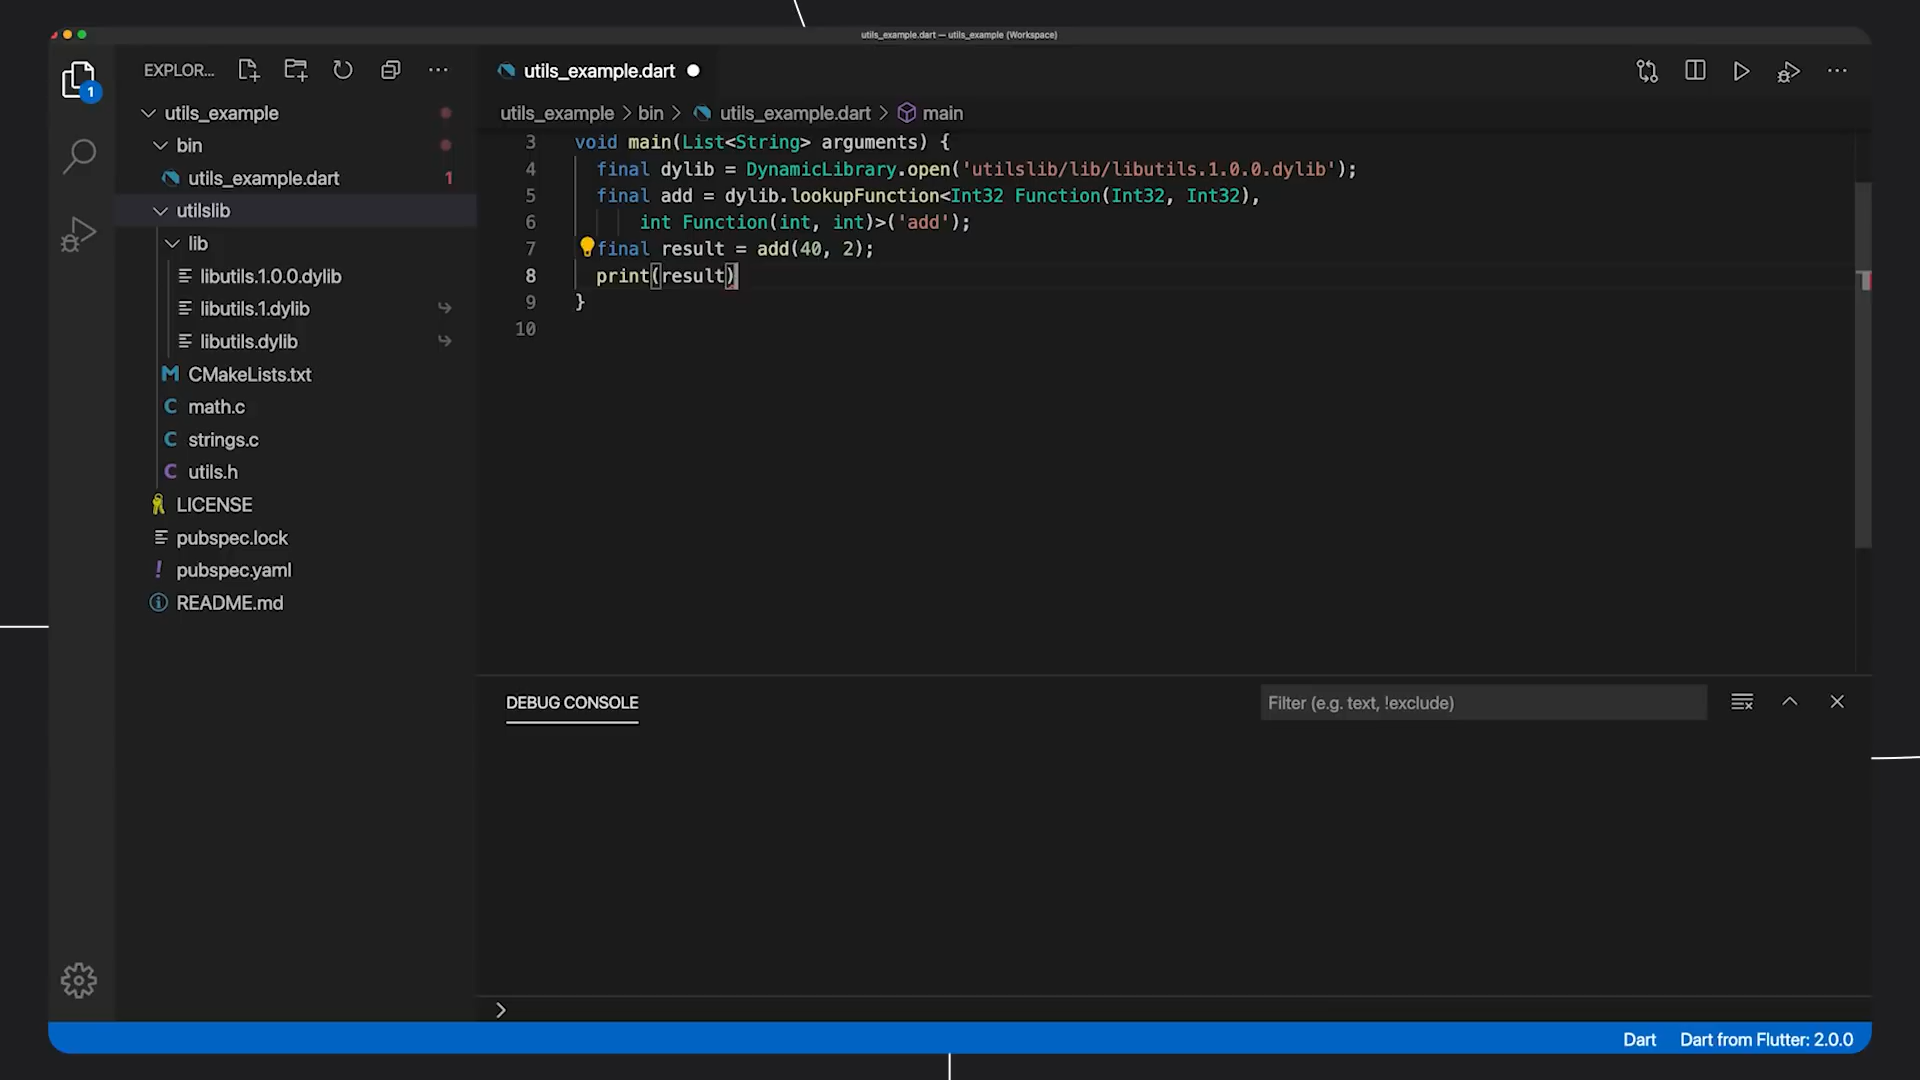 utils_example.dart — utils_example (Workspace)
EXPLOR...
utils_example.dart
1
utils_example
utils_example > bin > utils_example.dart > main
bin
utils_example.dart 1
utilslib
lib
libutils.1.0.0.dylib
libutils.1.dylib
libutils.dylib
CMakeLists.txt
math.c
strings.c
utils.h
LICENSE
pubspec.lock
pubspec.yaml
README.md
3 void main(List<String> arguments) {
4 final dylib = DynamicLibrary.open('utilslib/lib/libutils.1.0.0.dylib');
5 final add = dylib.lookupFunction<Int32 Function(Int32, Int32),
6 int Function(int, int)>('add');
7 final result = add(40, 2);
8 print(result)
9 }
10
DEBUG CONSOLE
Filter (e.g. text, !exclude)
Dart Dart from Flutter: 2.0.0